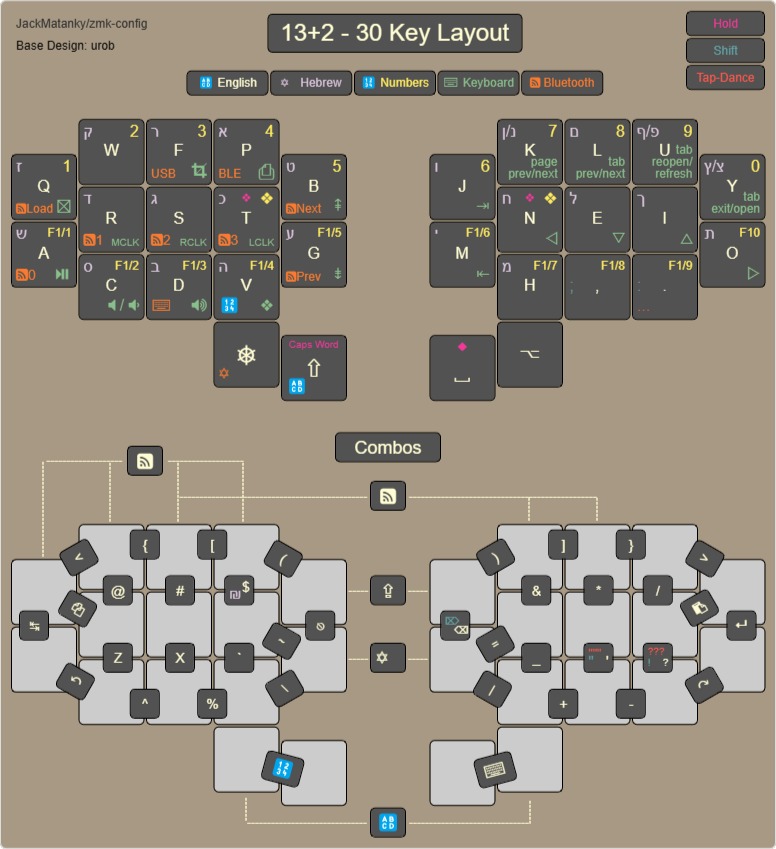 JackMatanky/zmk-config
Base Design: urob
13+2 - 30 Key Layout
Hold
Shift
Tap-Dance
English
Hebrew
Numbers
Keyboard
Bluetooth
ק 2
W
ר 3
F
USB
א 4
P
BLE
ז 1
Q
Load
ט 5
B
Next
ד
R
1 MCLK
ג
S
2 RCLK
כ
T
3 LCLK
ש F1/1
A
0
ע F1/5
G
Prev
ס F1/2
C
/
ב F1/3
D
ה F1/4
V
Caps Word
ן/נ 7
K
page
prev/next
ם 8
L
tab
prev/next
ף/פ 9
U tab
reopen/
refresh
ו 6
J
ץ/צ 0
Y
tab
exit/open
ח
N
ל
E
ך
I
י F1/6
M
ת F10
O
מ F1/7
H
F1/8
; ,
F1/9
: .
...
Combos
< { [ (
@ # ₪ $
~
Z X `
^ % \
) ] } >
& * /
=
_ """ " '
??? ! ?
| + -